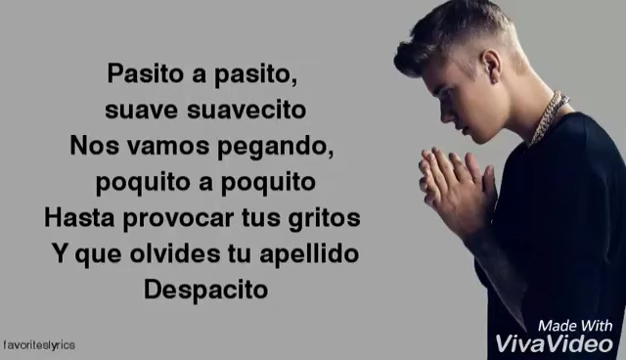 Pasito a pasito,
suave suavecito
Nos vamos pegando,
poquito a poquito
Hasta provocar tus gritos
Y que olvides tu apellido
Despacito
favoriteslyrics
Made With
VivaVideo